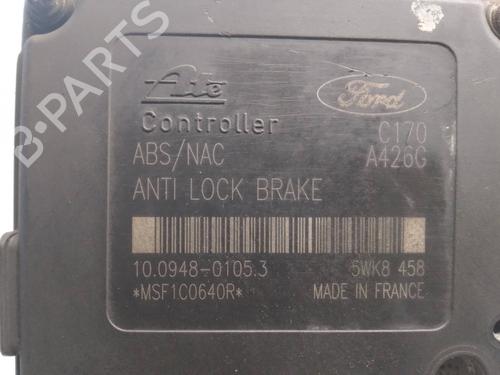 Ate
Ford
Controller C170
ABS/NAC A426G
ANTI LOCK BRAKE
10.0948-0105.3 5WK8 458
*MSF1C0640R* MADE IN FRANCE